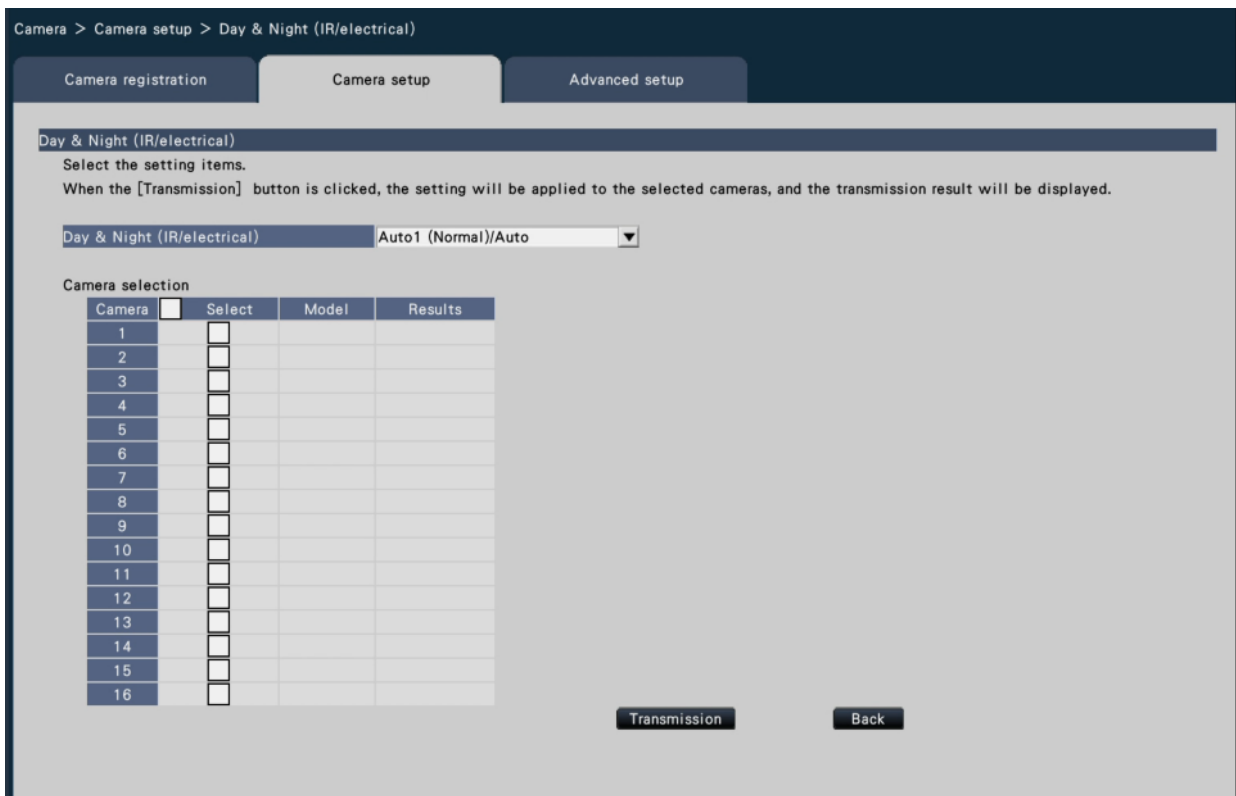 Camera > Camera setup > Day & Night (IR/electrical)
Camera registration Camera setup Advanced setup
Day & Night (IR/electrical)
Select the setting items.
When the [Transmission] button is clicked, the setting will be applied to the selected cameras, and the transmission result will be displayed.
Day & Night (IR/electrical) Auto1 (Normal)/Auto
Camera selection
Camera Select Model Results
1
2
3
4
5
6
7
8
9
10
11
12
13
14
15
16
Transmission Back